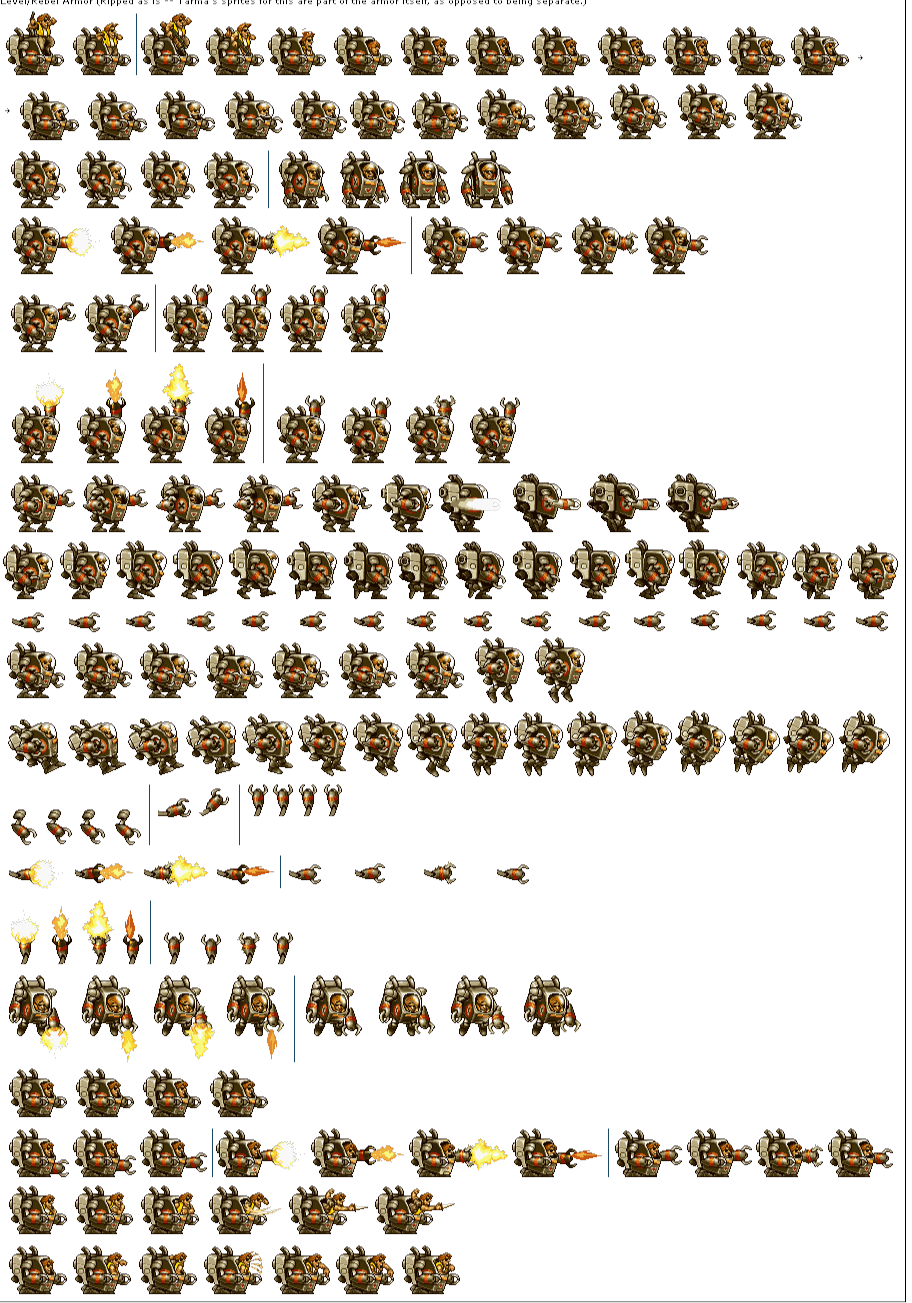 Level/Rebel Armor (Ripped as is -- Tarma's sprites for this are part of the armor itself, as opposed to being separate.)